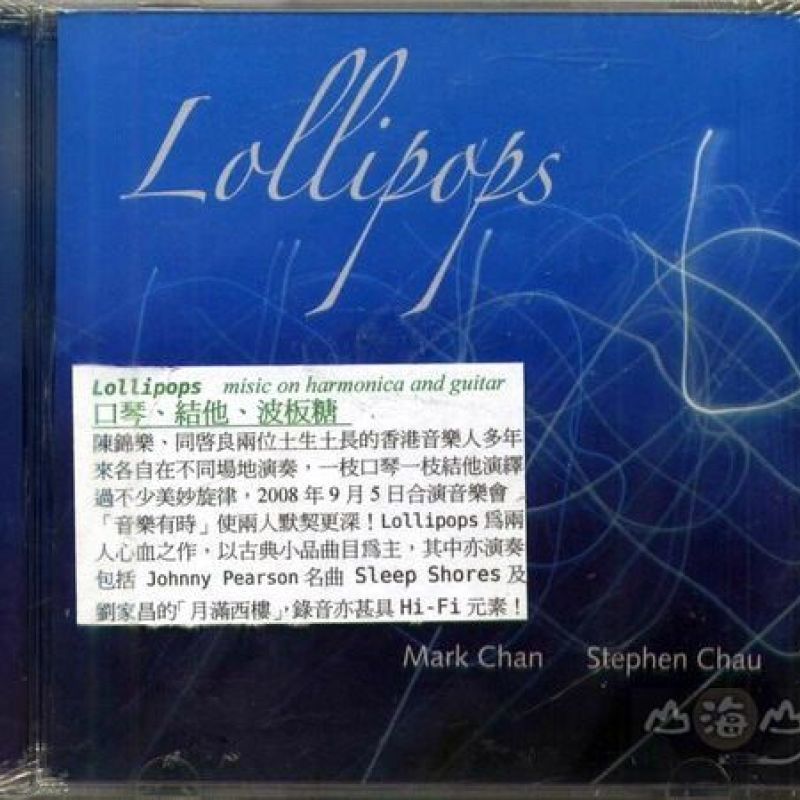 Lollipops
Lollipops misic on harmonica and guitar
口琴、結他、波板糖
陳錦樂、同啓良兩位土生土長的香港音樂人多年
來各自在不同場地演奏，一枝口琴一枝結他演繹
過不少美妙旋律，2008年9月5日合演音樂會
「音樂有時」使兩人默契更深！Lollipops 爲兩
人心血之作，以古典小品曲目爲主，其中亦演奏
包括 Johnny Pearson 名曲 Sleep Shores 及
劉家昌的「月滿西樓」，錄音亦甚具 Hi-Fi 元素！
Mark Chan Stephen Chau
山海山